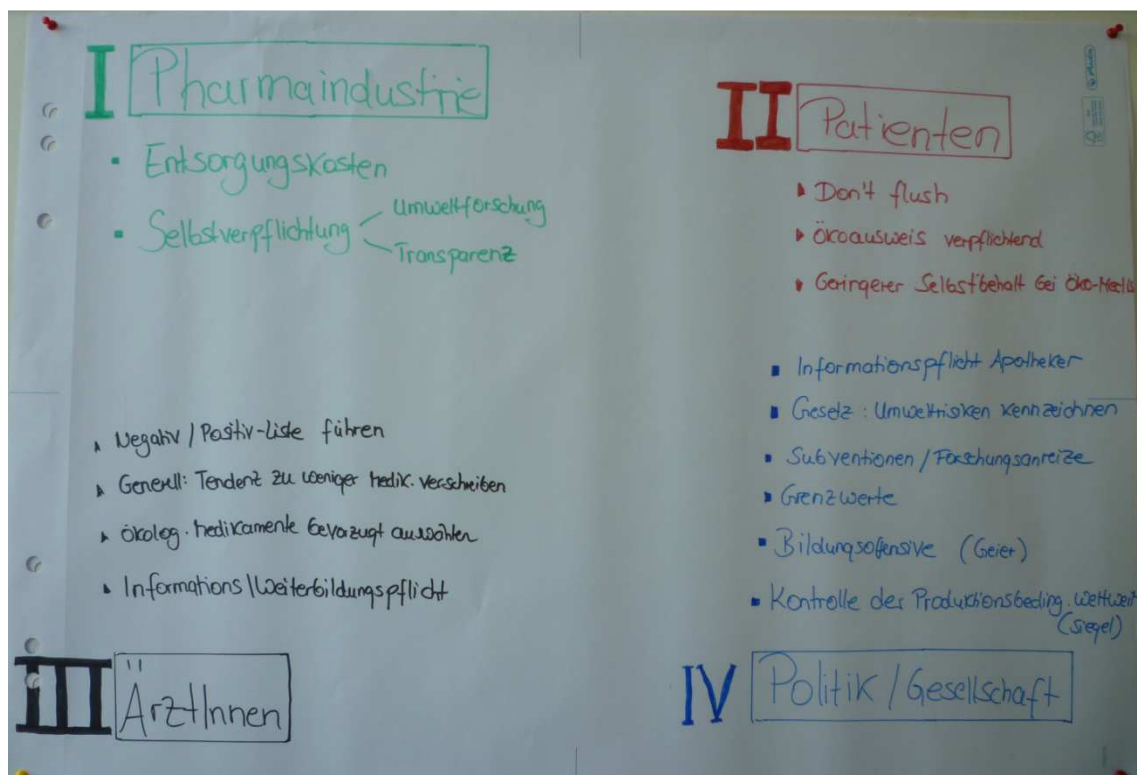 I Pharmaindustrie
▪ Entsorgungskosten
▪ Selbstverpflichtung
Umweltforschung
Transparenz
II Patienten
▸ Don't flush
▸ Ökoausweis verpflichtend
▸ Geringerer Selbstbehalt bei Öko-Medis
▸ Negativ / Positiv-Liste führen
▸ Generell: Tendenz zu weniger Medik. verschreiben
▸ ökolog. Medikamente bevorzugt auswählen
▸ Informations/Weiterbildungspflicht
III ÄrztInnen
▪ Informationspflicht Apotheker
▪ Gesetz: Umweltrisiken kennzeichnen
▪ Subventionen / Forschungsanreize
▪ Grenzwerte
▪ Bildungsoffensive (Geier)
▪ Kontrolle der Produktionsbeding. weltweit
(Siegel)
IV Politik / Gesellschaft